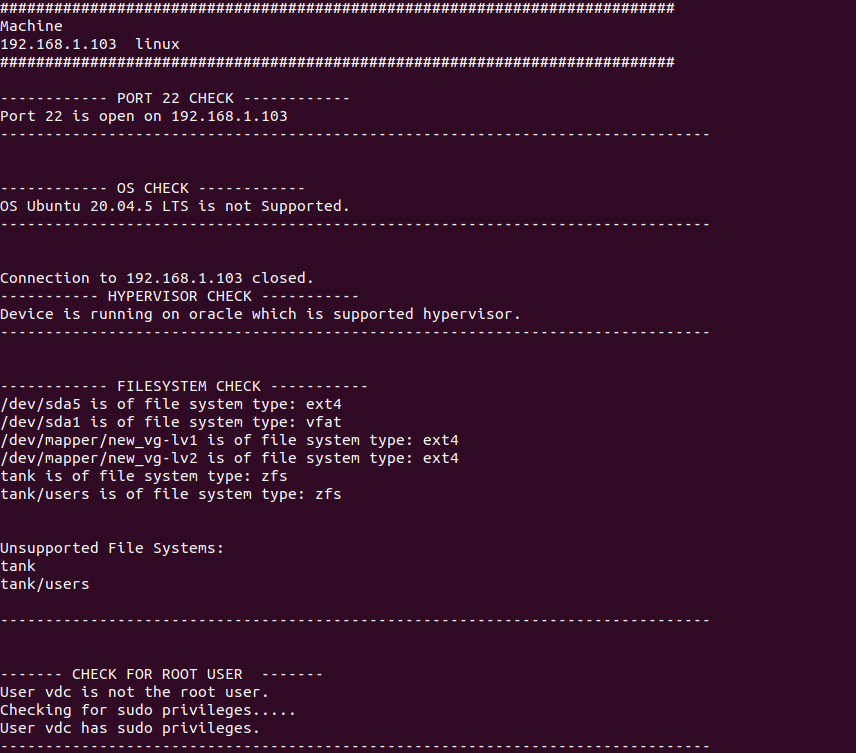 ###########################################################################
Machine
192.168.1.103  linux
###########################################################################
------------ PORT 22 CHECK ------------
Port 22 is open on 192.168.1.103
-------------------------------------------------------------------------------
------------ OS CHECK ------------
OS Ubuntu 20.04.5 LTS is not Supported.
-------------------------------------------------------------------------------
Connection to 192.168.1.103 closed.
----------- HYPERVISOR CHECK -----------
Device is running on oracle which is supported hypervisor.
-------------------------------------------------------------------------------
------------ FILESYSTEM CHECK -----------
/dev/sda5 is of file system type: ext4
/dev/sda1 is of file system type: vfat
/dev/mapper/new_vg-lv1 is of file system type: ext4
/dev/mapper/new_vg-lv2 is of file system type: ext4
tank is of file system type: zfs
tank/users is of file system type: zfs
Unsupported File Systems:
tank
tank/users
-------------------------------------------------------------------------------
------- CHECK FOR ROOT USER  -------
User vdc is not the root user.
Checking for sudo privileges.....
User vdc has sudo privileges.
-------------------------------------------------------------------------------